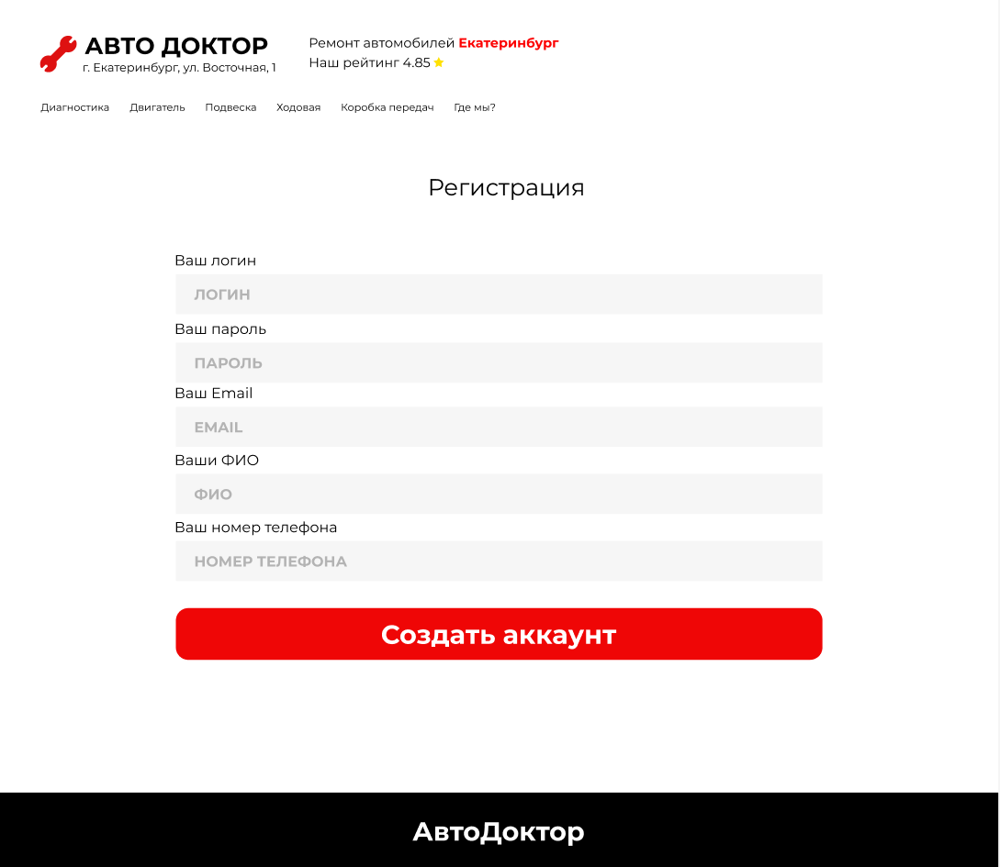 АВТО ДОКТОР
г. Екатеринбург, ул. Восточная, 1
Ремонт автомобилей Екатеринбург
Наш рейтинг 4.85
Диагностика Двигатель Подвеска Ходовая Коробка передач Где мы?
Регистрация
Ваш логин
ЛОГИН
Ваш пароль
ПАРОЛЬ
Ваш Email
EMAIL
Ваши ФИО
ФИО
Ваш номер телефона
НОМЕР ТЕЛЕФОНА
Создать аккаунт
АвтоДоктор